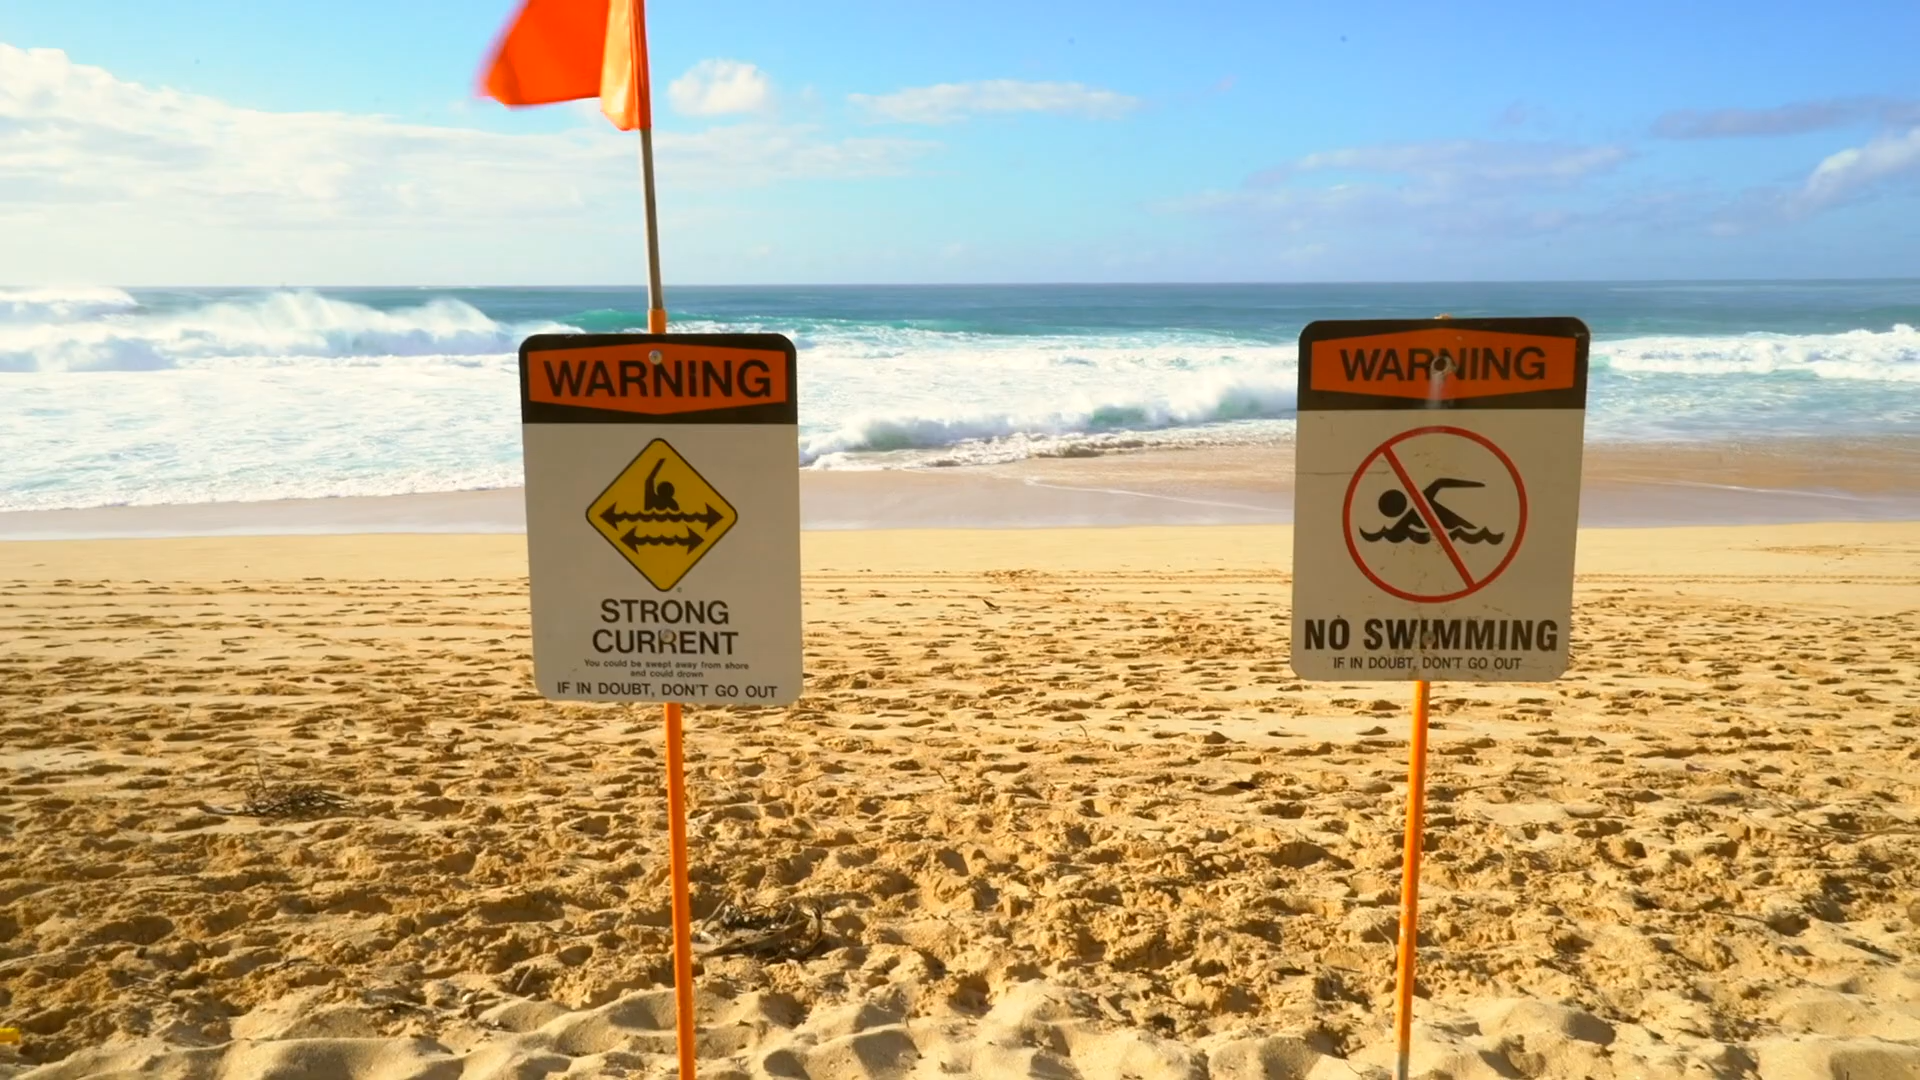 WARNING
STRONG
CURRENT
You could be swept away from shore
and could drown
IF IN DOUBT, DON'T GO OUT
WARNING
NO SWIMMING
IF IN DOUBT, DON'T GO OUT